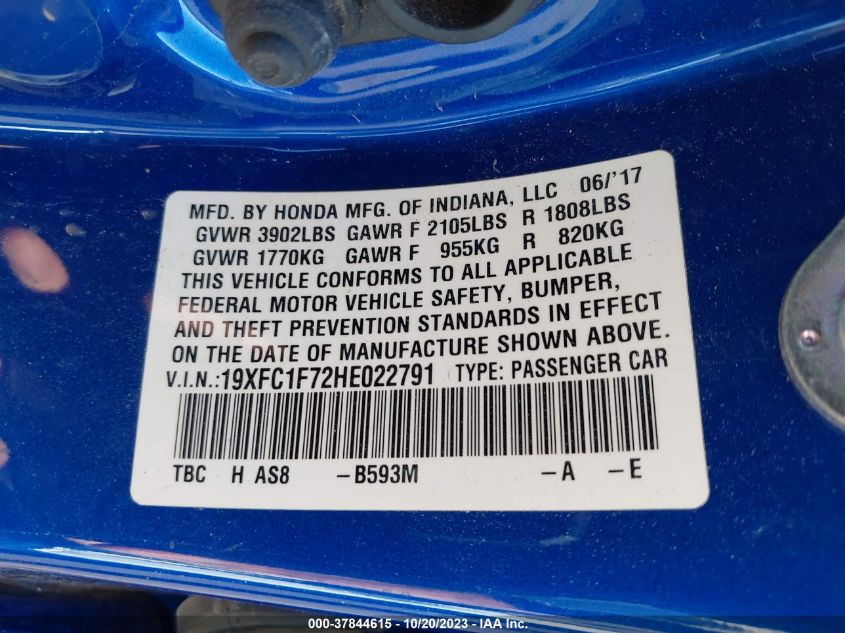 MFD. BY HONDA MFG. OF INDIANA, LLC 06/'17
GVWR 3902LBS GAWR F 2105LBS R 1808LBS
GVWR 1770KG GAWR F 955KG R 820KG
THIS VEHICLE CONFORMS TO ALL APPLICABLE
FEDERAL MOTOR VEHICLE SAFETY, BUMPER,
AND THEFT PREVENTION STANDARDS IN EFFECT
ON THE DATE OF MANUFACTURE SHOWN ABOVE.
V.I.N.:19XFC1F72HE022791 TYPE: PASSENGER CAR
TBC H AS8 -B593M -A -E
000-37844615 - 10/20/2023 - IAA Inc.